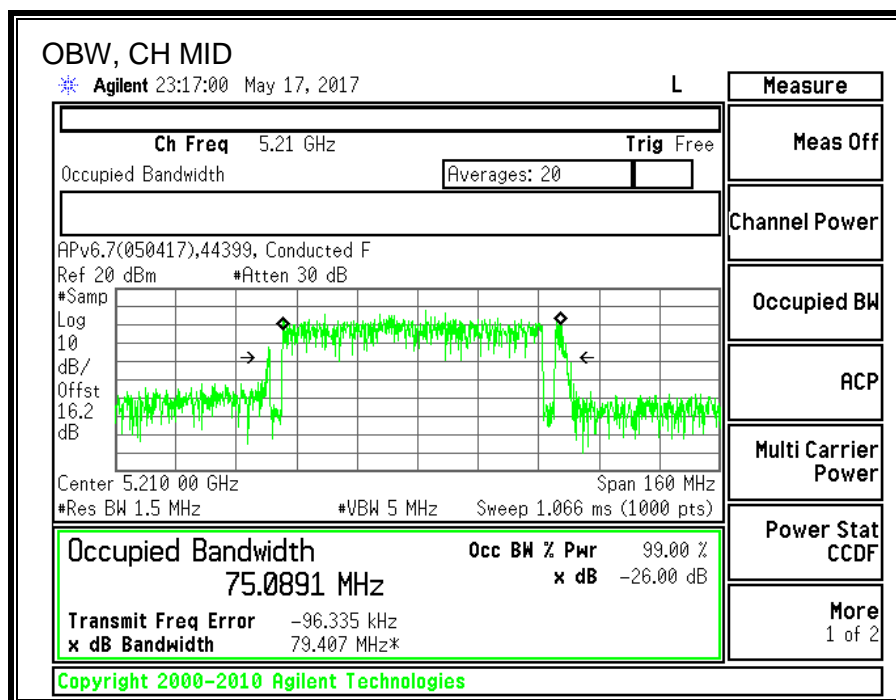 OBW, CH MID
Agilent 23:17:00 May 17, 2017 L
Measure
Ch Freq 5.21 GHz Trig Free
Meas Off
Occupied Bandwidth Averages: 20
Channel Power
APv6.7(050417),44399, Conducted F
Ref 20 dBm #Atten 30 dB
#Samp
Log
10
dB/
Offst
16.2
dB
Occupied BW
ACP
Center 5.210 00 GHz Span 160 MHz
#Res BW 1.5 MHz #VBW 5 MHz Sweep 1.066 ms (1000 pts)
Multi Carrier
Power
Occupied Bandwidth
75.0891 MHz
Occ BW % Pwr 99.00 %
x dB -26.00 dB
Transmit Freq Error -96.335 kHz
x dB Bandwidth 79.407 MHz*
Power Stat
CCDF
More
1 of 2
Copyright 2000-2010 Agilent Technologies